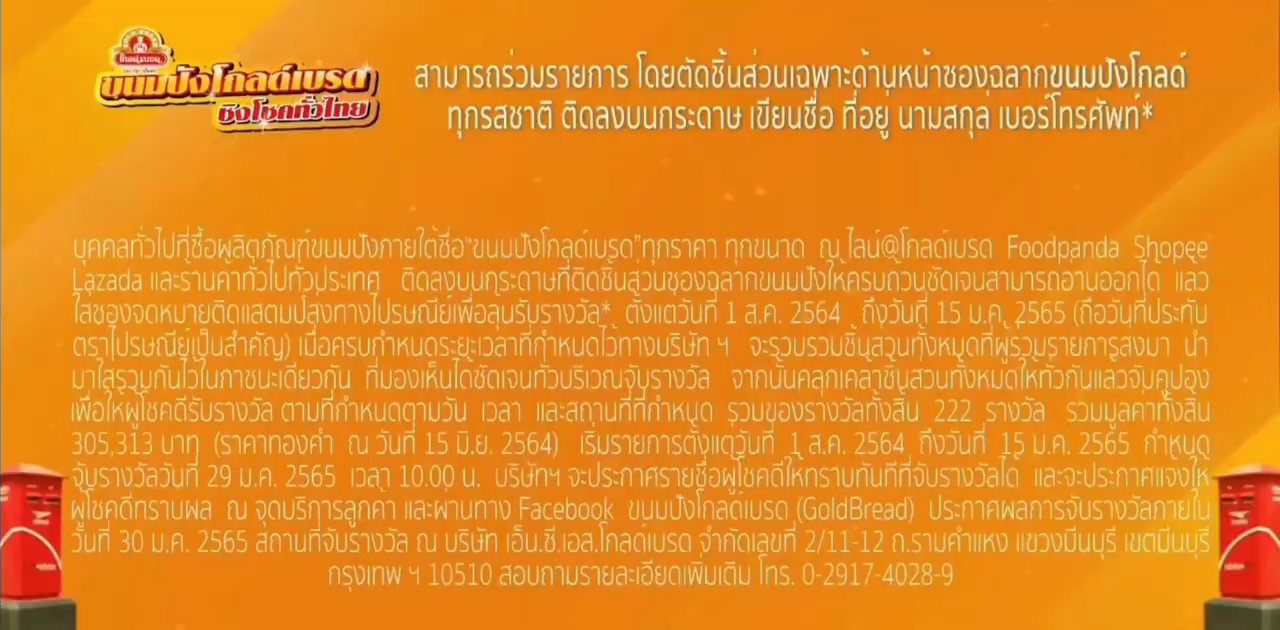 ขนมปังโกลด์เบรด
ชิงโชคทั่วไทย
สามารถร่วมรายการ โดยตัดชิ้นส่วนเฉพาะด้านหน้าซองฉลากขนมปังโกลด์
ทุกรสชาติ ติดลงบนกระดาษ เขียนชื่อ ที่อยู่ นามสกุล เบอร์โทรศัพท์*
บุคคลทั่วไปที่ซื้อผลิตภัณฑ์ขนมปังภายใต้ชื่อ"ขนมปังโกลด์เบรด"ทุกราคา ทุกขนาด ณ ไลน์@โกลด์เบรด Foodpanda Shopee
Lazada และร้านค้าทั่วไปทั่วประเทศ ติดลงบนกระดาษที่ติดชิ้นส่วนซองฉลากขนมปังให้ครบถ้วนชัดเจนสามารถอ่านออกได้ แล้ว
ใส่ซองจดหมายติดแสตมป์ส่งทางไปรษณีย์เพื่อลุ้นรับรางวัล* ตั้งแต่วันที่ 1 ส.ค. 2564 ถึงวันที่ 15 ม.ค. 2565 (ถือวันที่ประทับ
ตราไปรษณีย์เป็นสำคัญ) เมื่อครบกำหนดระยะเวลาที่กำหนดไว้ทางบริษัท ฯ จะรวบรวมชิ้นส่วนทั้งหมดที่ผู้ร่วมรายการส่งมา นำ
มาใส่รวมกันไว้ในภาชนะเดียวกัน ที่มองเห็นได้ชัดเจนทั่วบริเวณจับรางวัล จากนั้นคลุกเคล้าชิ้นส่วนทั้งหมดให้ทั่วกันแล้วจับคูปอง
เพื่อให้ผู้โชคดีรับรางวัล ตามที่กำหนดตามวัน เวลา และสถานที่ที่กำหนด รวมของรางวัลทั้งสิ้น 222 รางวัล รวมมูลค่าทั้งสิ้น
305,313 บาท (ราคาทองคำ ณ วันที่ 15 มิ.ย. 2564) เริ่มรายการตั้งแต่วันที่ 1 ส.ค. 2564 ถึงวันที่ 15 ม.ค. 2565 กำหนด
จับรางวัลวันที่ 29 ม.ค. 2565 เวลา 10.00 น. บริษัทฯ จะประกาศรายชื่อผู้โชคดีให้ทราบทันทีที่จับรางวัลได้ และจะประกาศแจ้งให้
ผู้โชคดีทราบผล ณ จุดบริการลูกค้า และผ่านทาง Facebook ขนมปังโกลด์เบรด (GoldBread) ประกาศผลการจับรางวัลภายใน
วันที่ 30 ม.ค. 2565 สถานที่จับรางวัล ณ บริษัท เอ็น.ซี.เอส.โกลด์เบรด จำกัดเลขที่ 2/11-12 ถ.รามคำแหง แขวงมีนบุรี เขตมีนบุรี
กรุงเทพ ฯ 10510 สอบถามรายละเอียดเพิ่มเติม โทร. 0-2917-4028-9